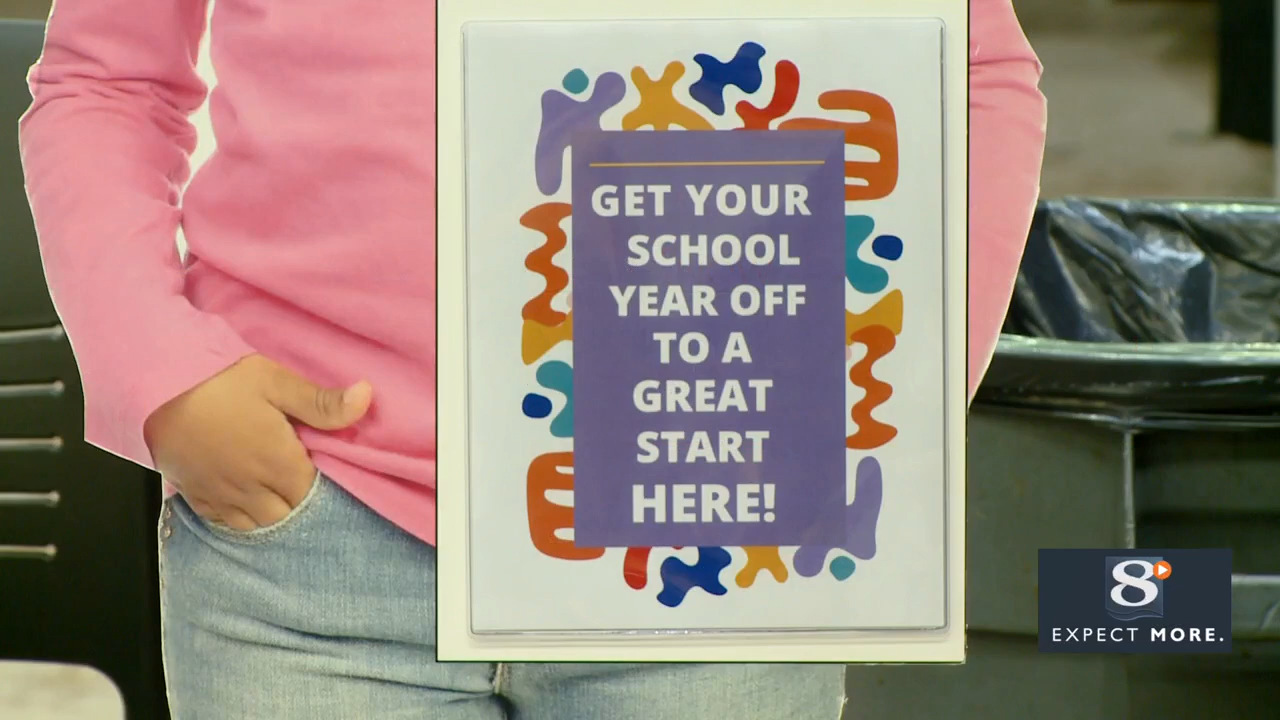 GET YOUR
SCHOOL
YEAR OFF
TO A
GREAT
START
HERE!
8
EXPECT MORE.